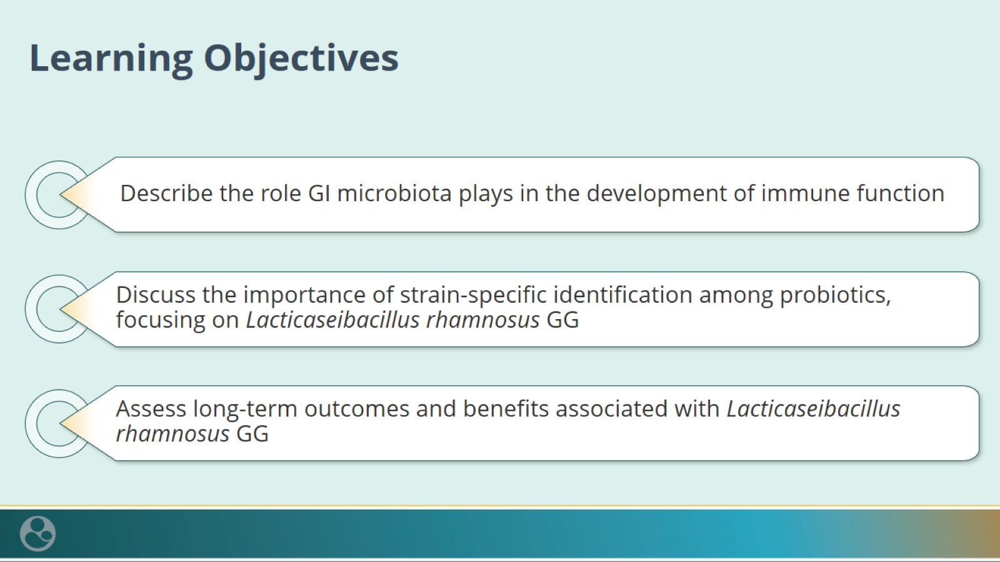 Learning Objectives
Describe the role GI microbiota plays in the development of immune function
Discuss the importance of strain-specific identification among probiotics,
focusing on Lacticaseibacillus rhamnosus GG
Assess long-term outcomes and benefits associated with Lacticaseibacillus
rhamnosus GG